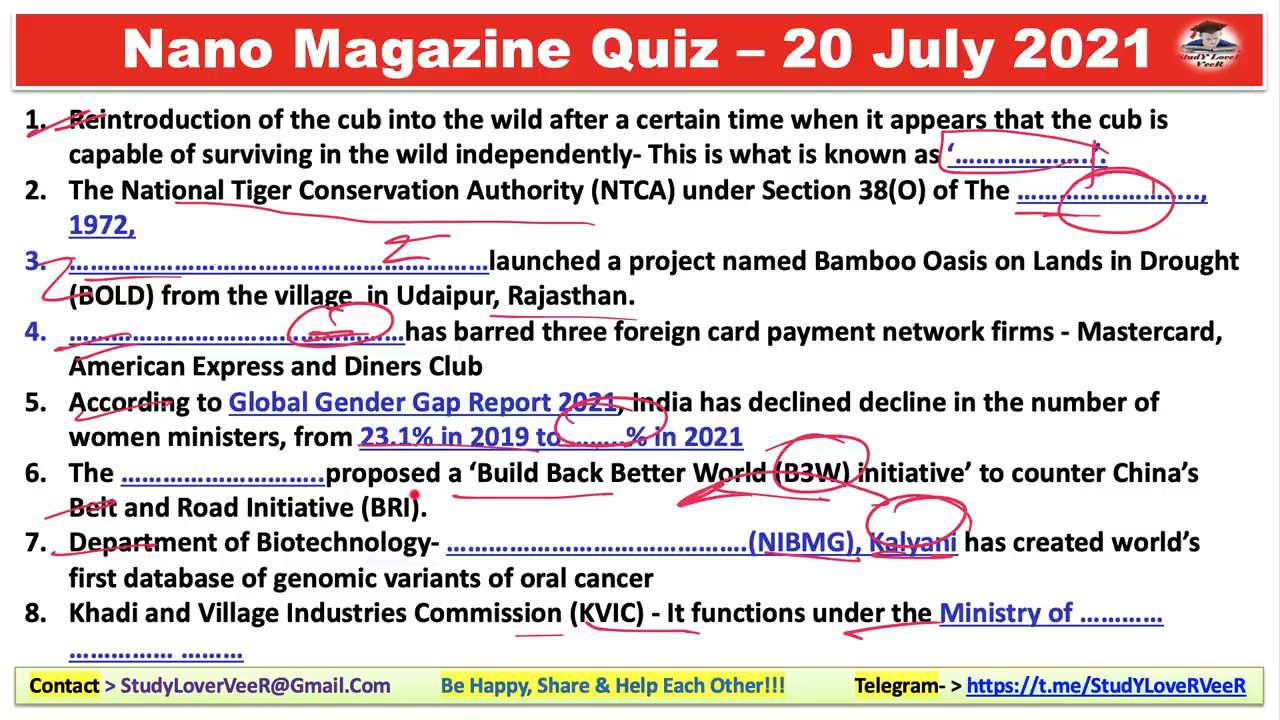 Nano Magazine Quiz – 20 July 2021
StudY LoveR
VeeR
1. Reintroduction of the cub into the wild after a certain time when it appears that the cub is
capable of surviving in the wild independently- This is what is known as ‘…………………..’.
2. The National Tiger Conservation Authority (NTCA) under Section 38(O) of The …………………………..,
1972,
3. …………………………………………………………launched a project named Bamboo Oasis on Lands in Drought
(BOLD) from the village in Udaipur, Rajasthan.
4. ………………………………………………has barred three foreign card payment network firms - Mastercard,
American Express and Diners Club
5. According to Global Gender Gap Report 2021, India has declined decline in the number of
women ministers, from 23.1% in 2019 to ……..% in 2021
6. The …………………………..proposed a ‘Build Back Better World (B3W) initiative’ to counter China’s
Belt and Road Initiative (BRI).
7. Department of Biotechnology- …………………………………………(NIBMG), Kalyani has created world’s
first database of genomic variants of oral cancer
8. Khadi and Village Industries Commission (KVIC) - It functions under the Ministry of …………
…………… ………
Contact > StudyLoverVeeR@Gmail.Com Be Happy, Share & Help Each Other!!! Telegram- > https://t.me/StudYLoveRVeeR